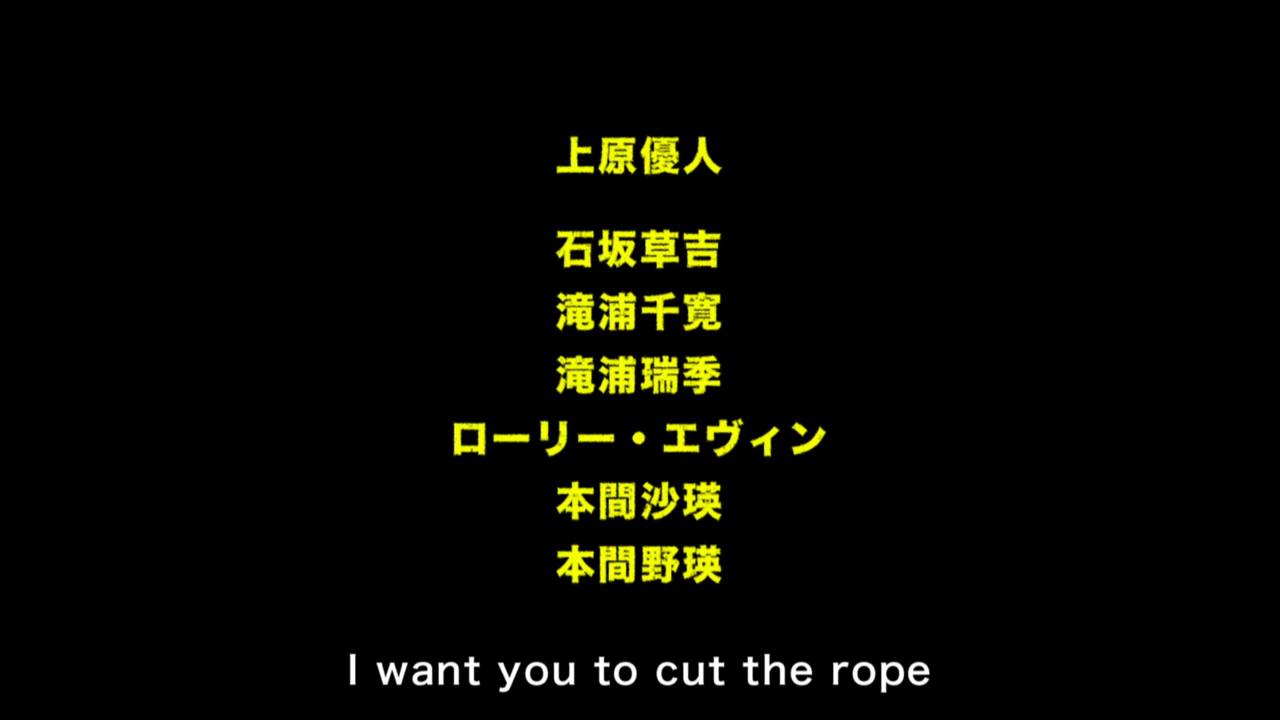 上原優人
石坂草吉
滝浦千寛
滝浦瑞季
ローリー・エヴィン
本間沙瑛
本間野瑛
I want you to cut the rope